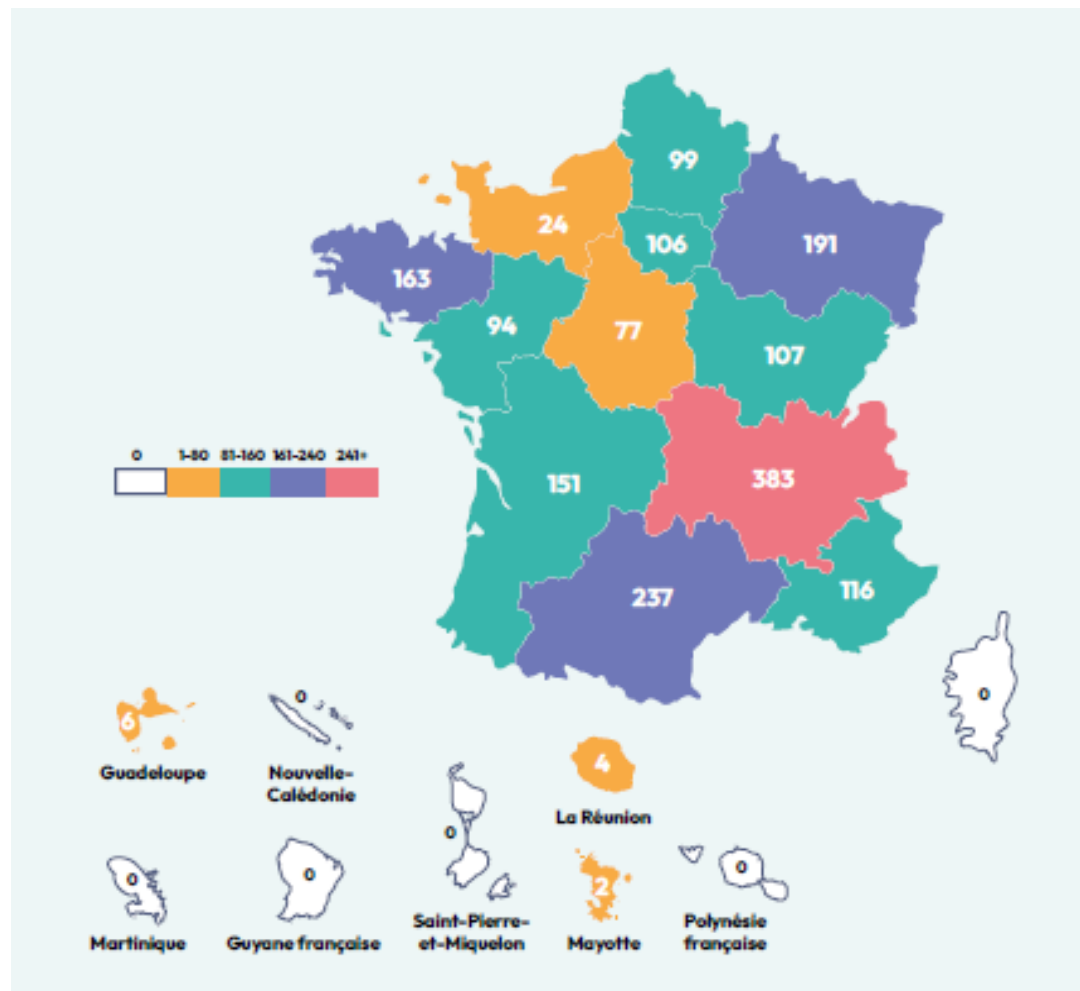 99
24
106
191
163
94
77
107
0 1-80 81-160 161-240 241+
151
383
237
116
0
6
0
Guadeloupe
Nouvelle-
Calédonie
4
La Réunion
0
0
0
2
0
Martinique
Guyane française
Saint-Pierre-
et-Miquelon
Mayotte
Polynésie
française